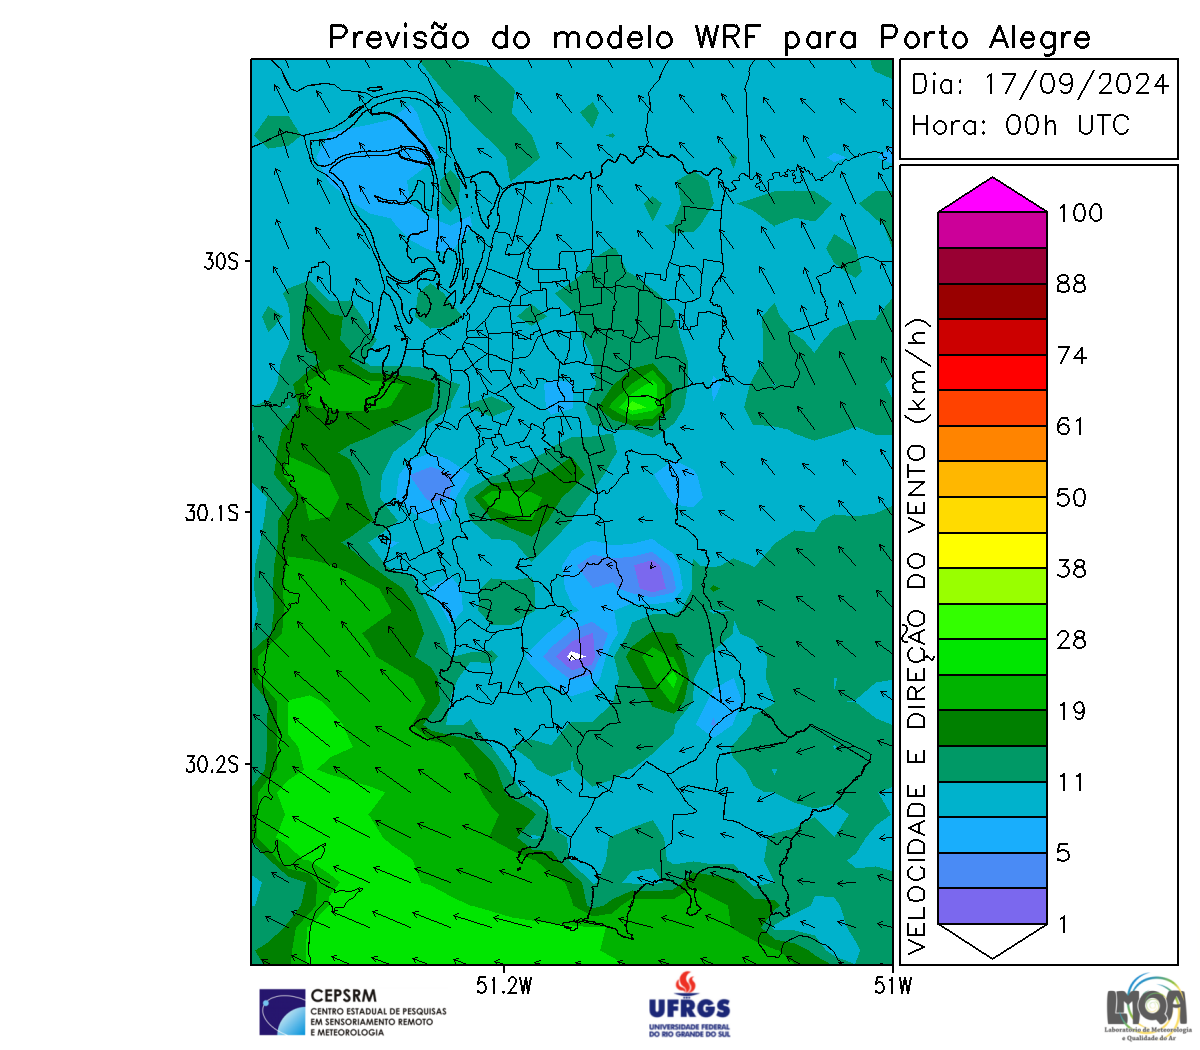 Previsão do modelo WRF para Porto Alegre
Dia: 17/09/2024
Hora: 00h UTC
30S
30.1S
30.2S
51.2W
51W
VELOCIDADE E DIREÇÃO DO VENTO (km/h)
100
88
74
61
50
38
28
19
11
5
1
CEPSRM
CENTRO ESTADUAL DE PESQUISAS
EM SENSORIAMENTO REMOTO
E METEOROLOGIA
UFRGS
UNIVERSIDADE FEDERAL
DO RIO GRANDE DO SUL
LMQA
Laboratório de Meteorologia
e Qualidade do Ar